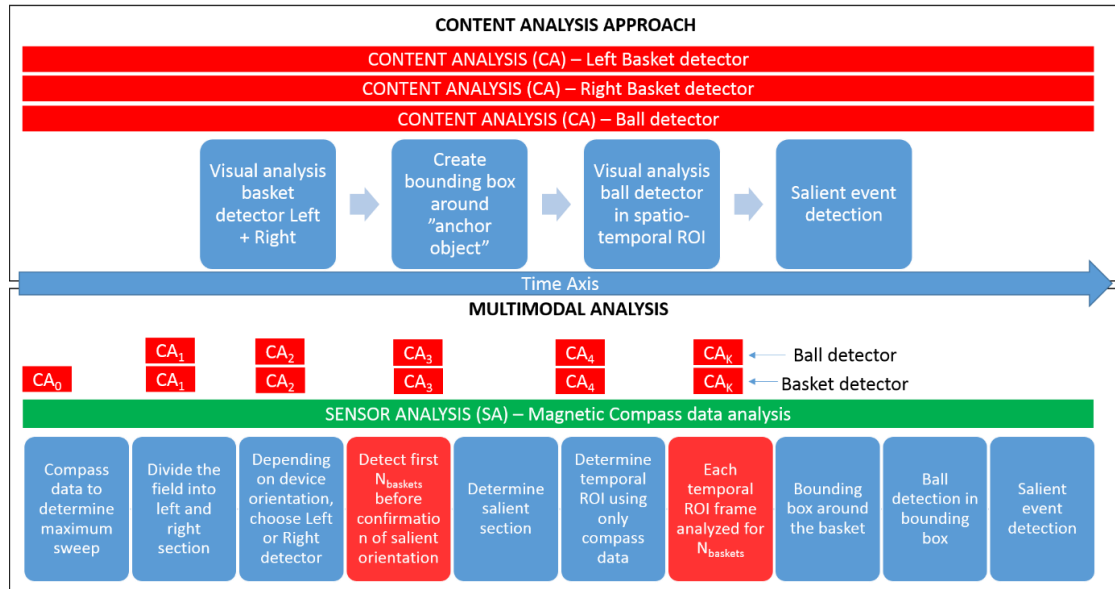 CONTENT ANALYSIS APPROACH
CONTENT ANALYSIS (CA) – Left Basket detector
CONTENT ANALYSIS (CA) – Right Basket detector
CONTENT ANALYSIS (CA) – Ball detector
Visual analysis
basket
detector Left
+ Right
Create
bounding box
around
”anchor
object”
Visual analysis
ball detector
in spatio-
temporal ROI
Salient event
detection
Time Axis
MULTIMODAL ANALYSIS
CA₁
CA₂
CA₃
CA₄
CAₖ
Ball detector
CA₀
CA₁
CA₂
CA₃
CA₄
CAₖ
Basket detector
SENSOR ANALYSIS (SA) – Magnetic Compass data analysis
Compass
data to
determine
maximum
sweep
Divide the
field into
left and
right section
Depending
on device
orientation,
choose Left
or Right
detector
Detect first
N baskets
before
confirmatio
n of salient
orientation
Determine
salient
section
Determine
temporal
ROI using
only
compass
data
Each
temporal
ROI frame
analyzed for
N baskets
Bounding
box around
the basket
Ball
detection in
bounding
box
Salient
event
detection